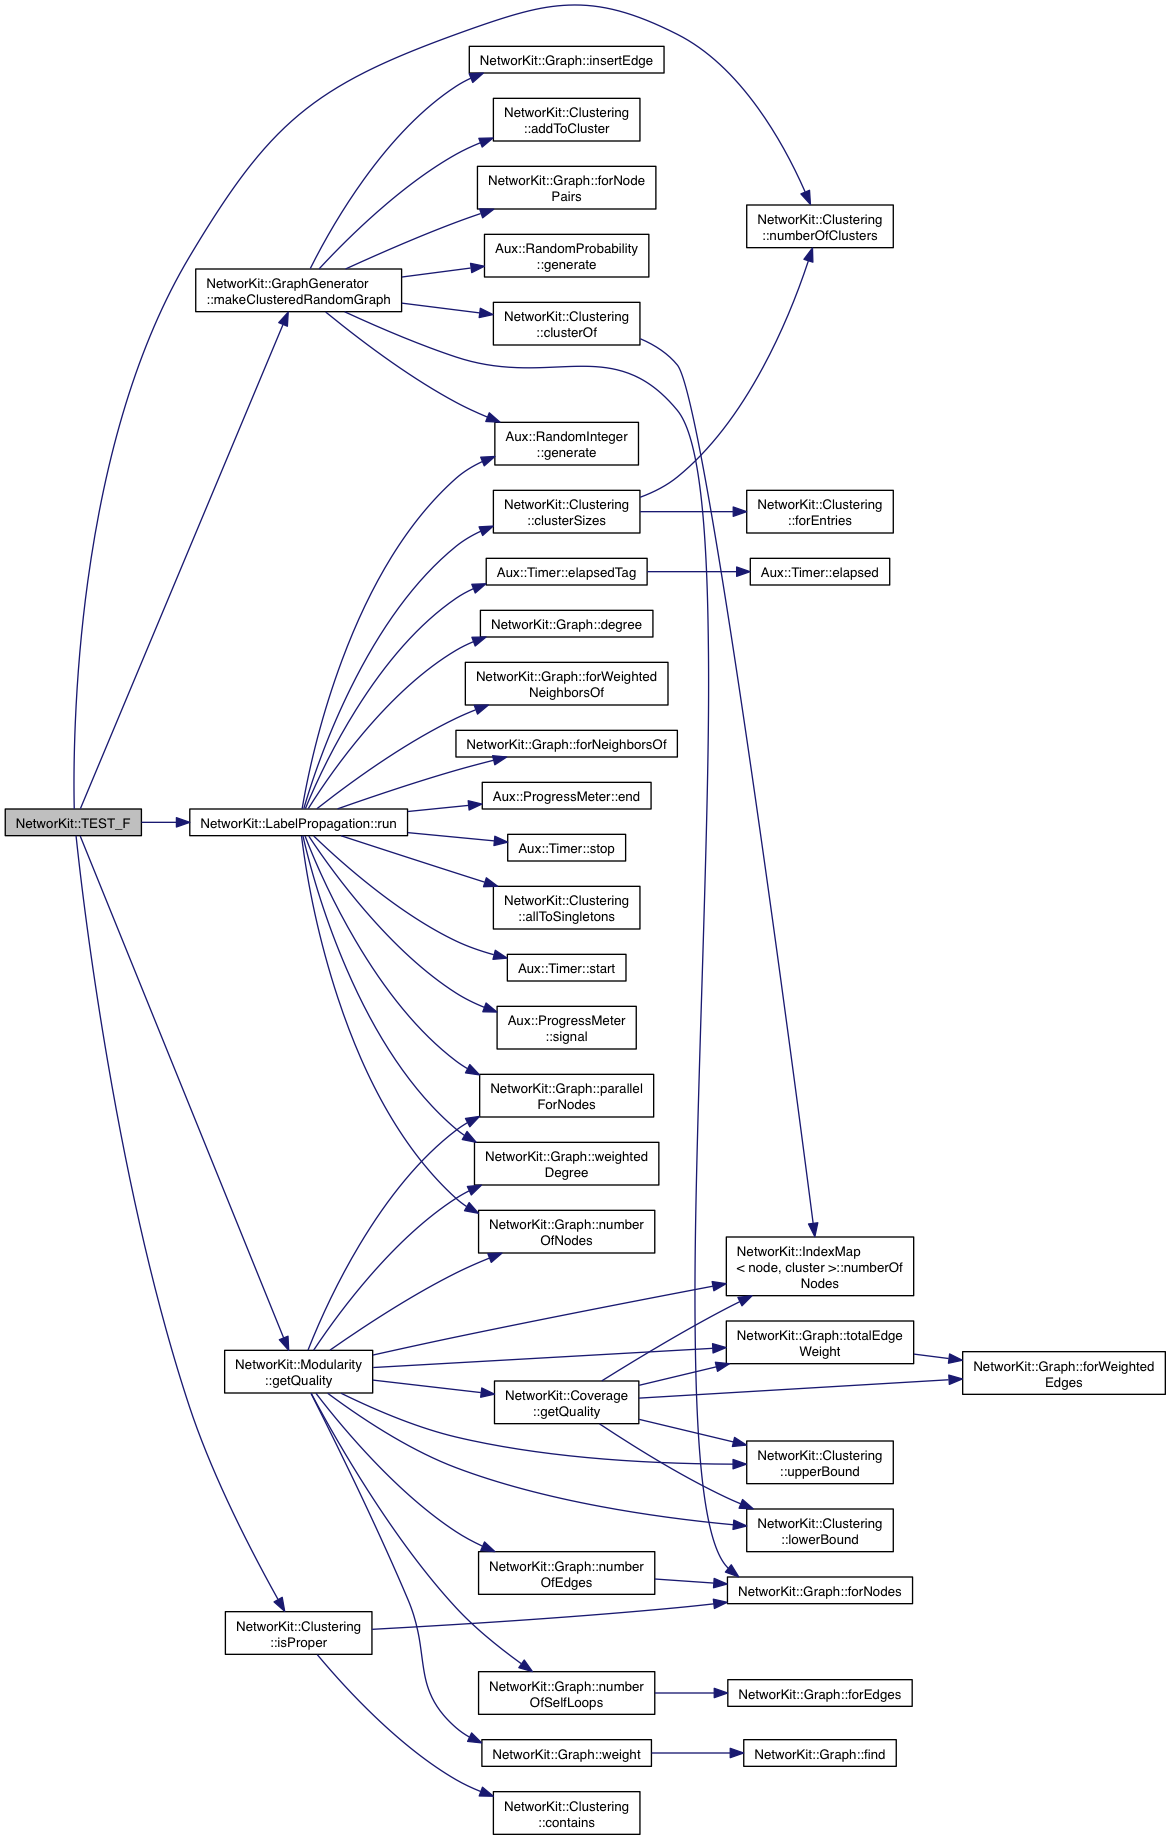 NetworKit::Graph::insertEdge
NetworKit::Clustering
::addToCluster
NetworKit::Graph::forNode
Pairs
NetworKit::Clustering
::numberOfClusters
Aux::RandomProbability
::generate
NetworKit::GraphGenerator
::makeClusteredRandomGraph
NetworKit::Clustering
::clusterOf
Aux::RandomInteger
::generate
NetworKit::Clustering
::clusterSizes
NetworKit::Clustering
::forEntries
Aux::Timer::elapsedTag
Aux::Timer::elapsed
NetworKit::Graph::degree
NetworKit::Graph::forWeighted
NeighborsOf
NetworKit::Graph::forNeighborsOf
Aux::ProgressMeter::end
NetworKit::TEST_F
NetworKit::LabelPropagation::run
Aux::Timer::stop
NetworKit::Clustering
::allToSingletons
Aux::Timer::start
Aux::ProgressMeter
::signal
NetworKit::Graph::parallel
ForNodes
NetworKit::Graph::weighted
Degree
NetworKit::Graph::number
OfNodes
NetworKit::IndexMap
< node, cluster >::numberOf
Nodes
NetworKit::Graph::totalEdge
Weight
NetworKit::Modularity
::getQuality
NetworKit::Graph::forWeighted
Edges
NetworKit::Coverage
::getQuality
NetworKit::Clustering
::upperBound
NetworKit::Clustering
::lowerBound
NetworKit::Graph::number
OfEdges
NetworKit::Graph::forNodes
NetworKit::Clustering
::isProper
NetworKit::Graph::number
OfSelfLoops
NetworKit::Graph::forEdges
NetworKit::Graph::weight
NetworKit::Graph::find
NetworKit::Clustering
::contains